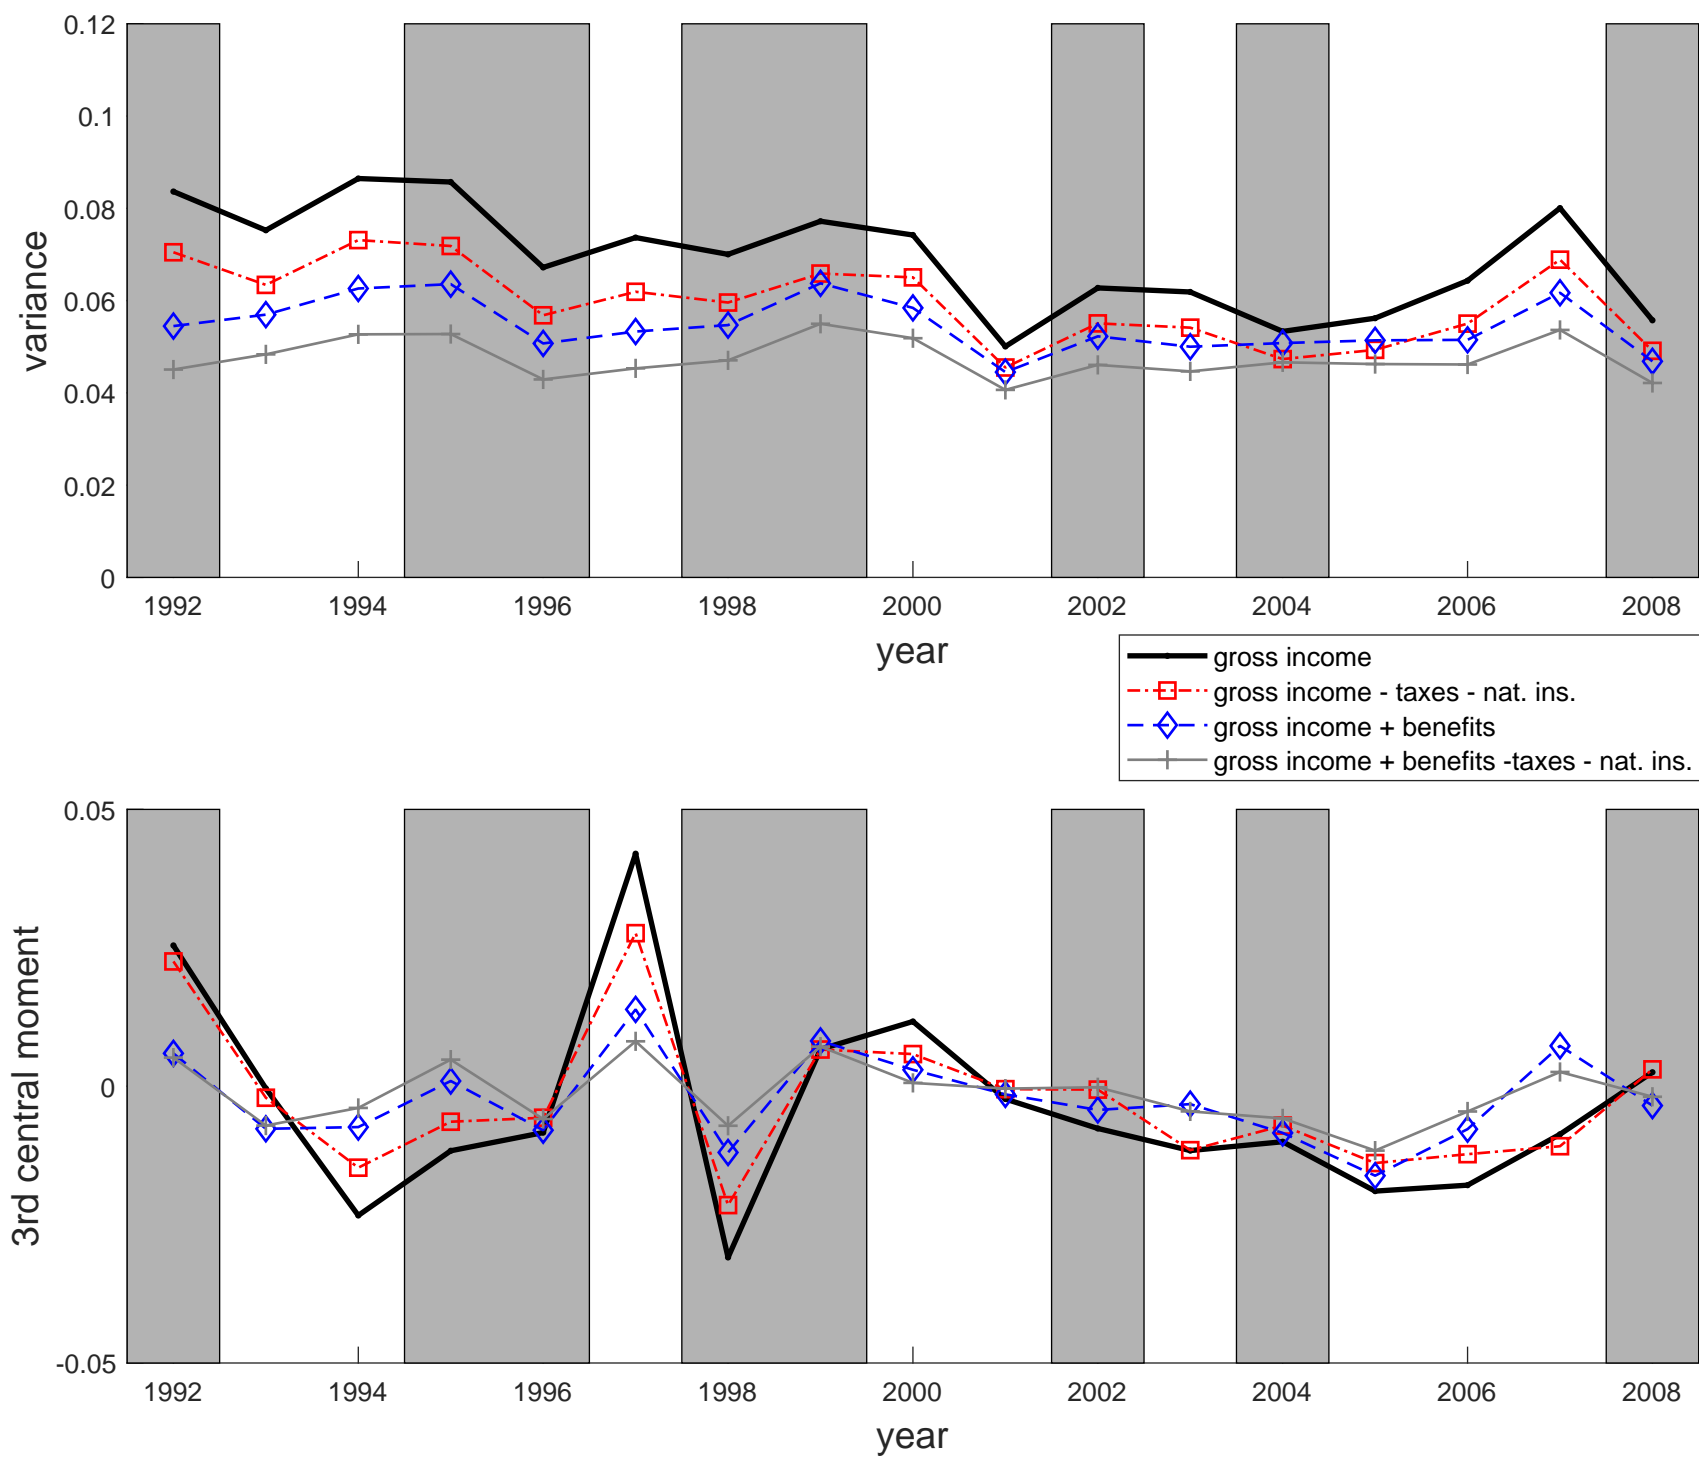 0.12
0.1
0.08
0.06
0.04
0.02
0
variance
1992 1994 1996 1998 2000 2002 2004 2006 2008
year
gross income
gross income - taxes - nat. ins.
gross income + benefits
gross income + benefits -taxes - nat. ins.
0.05
0
-0.05
3rd central moment
1992 1994 1996 1998 2000 2002 2004 2006 2008
year